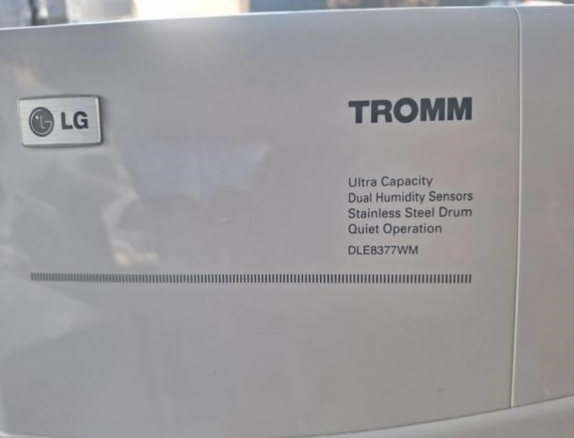 LG
TROMM
Ultra Capacity
Dual Humidity Sensors
Stainless Steel Drum
Quiet Operation
DLE8377WM